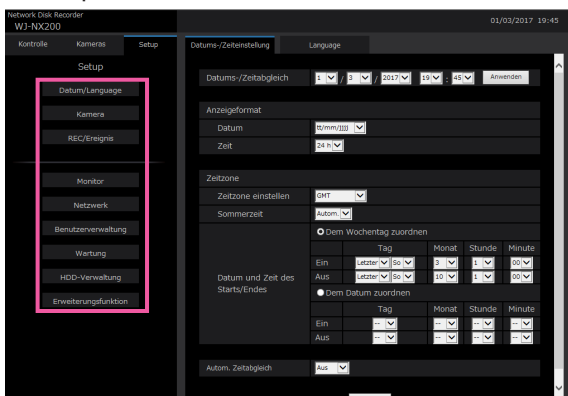 Network Disk Recorder
WJ-NX200
01/03/2017 19:45
Kontrolle Kameras Setup
Datums-/Zeiteinstellung Language
Setup
Datum/Language
Kamera
REC/Ereignis
Monitor
Netzwerk
Benutzerverwaltung
Wartung
HDD-Verwaltung
Erweiterungsfunktion
Datums-/Zeitabgleich 1 / 3 / 2017 19 : 45 Anwenden
Anzeigeformat
Datum tt/mm/JJJJ
Zeit 24 h
Zeitzone
Zeitzone einstellen GMT
Sommerzeit Autom.
Datum und Zeit des
Starts/Endes
Dem Wochentag zuordnen
Tag Monat Stunde Minute
Ein Letzter So 3 1 00
Aus Letzter So 10 1 00
Dem Datum zuordnen
Tag Monat Stunde Minute
Ein -- -- -- --
Aus -- -- -- --
Autom. Zeitabgleich Aus